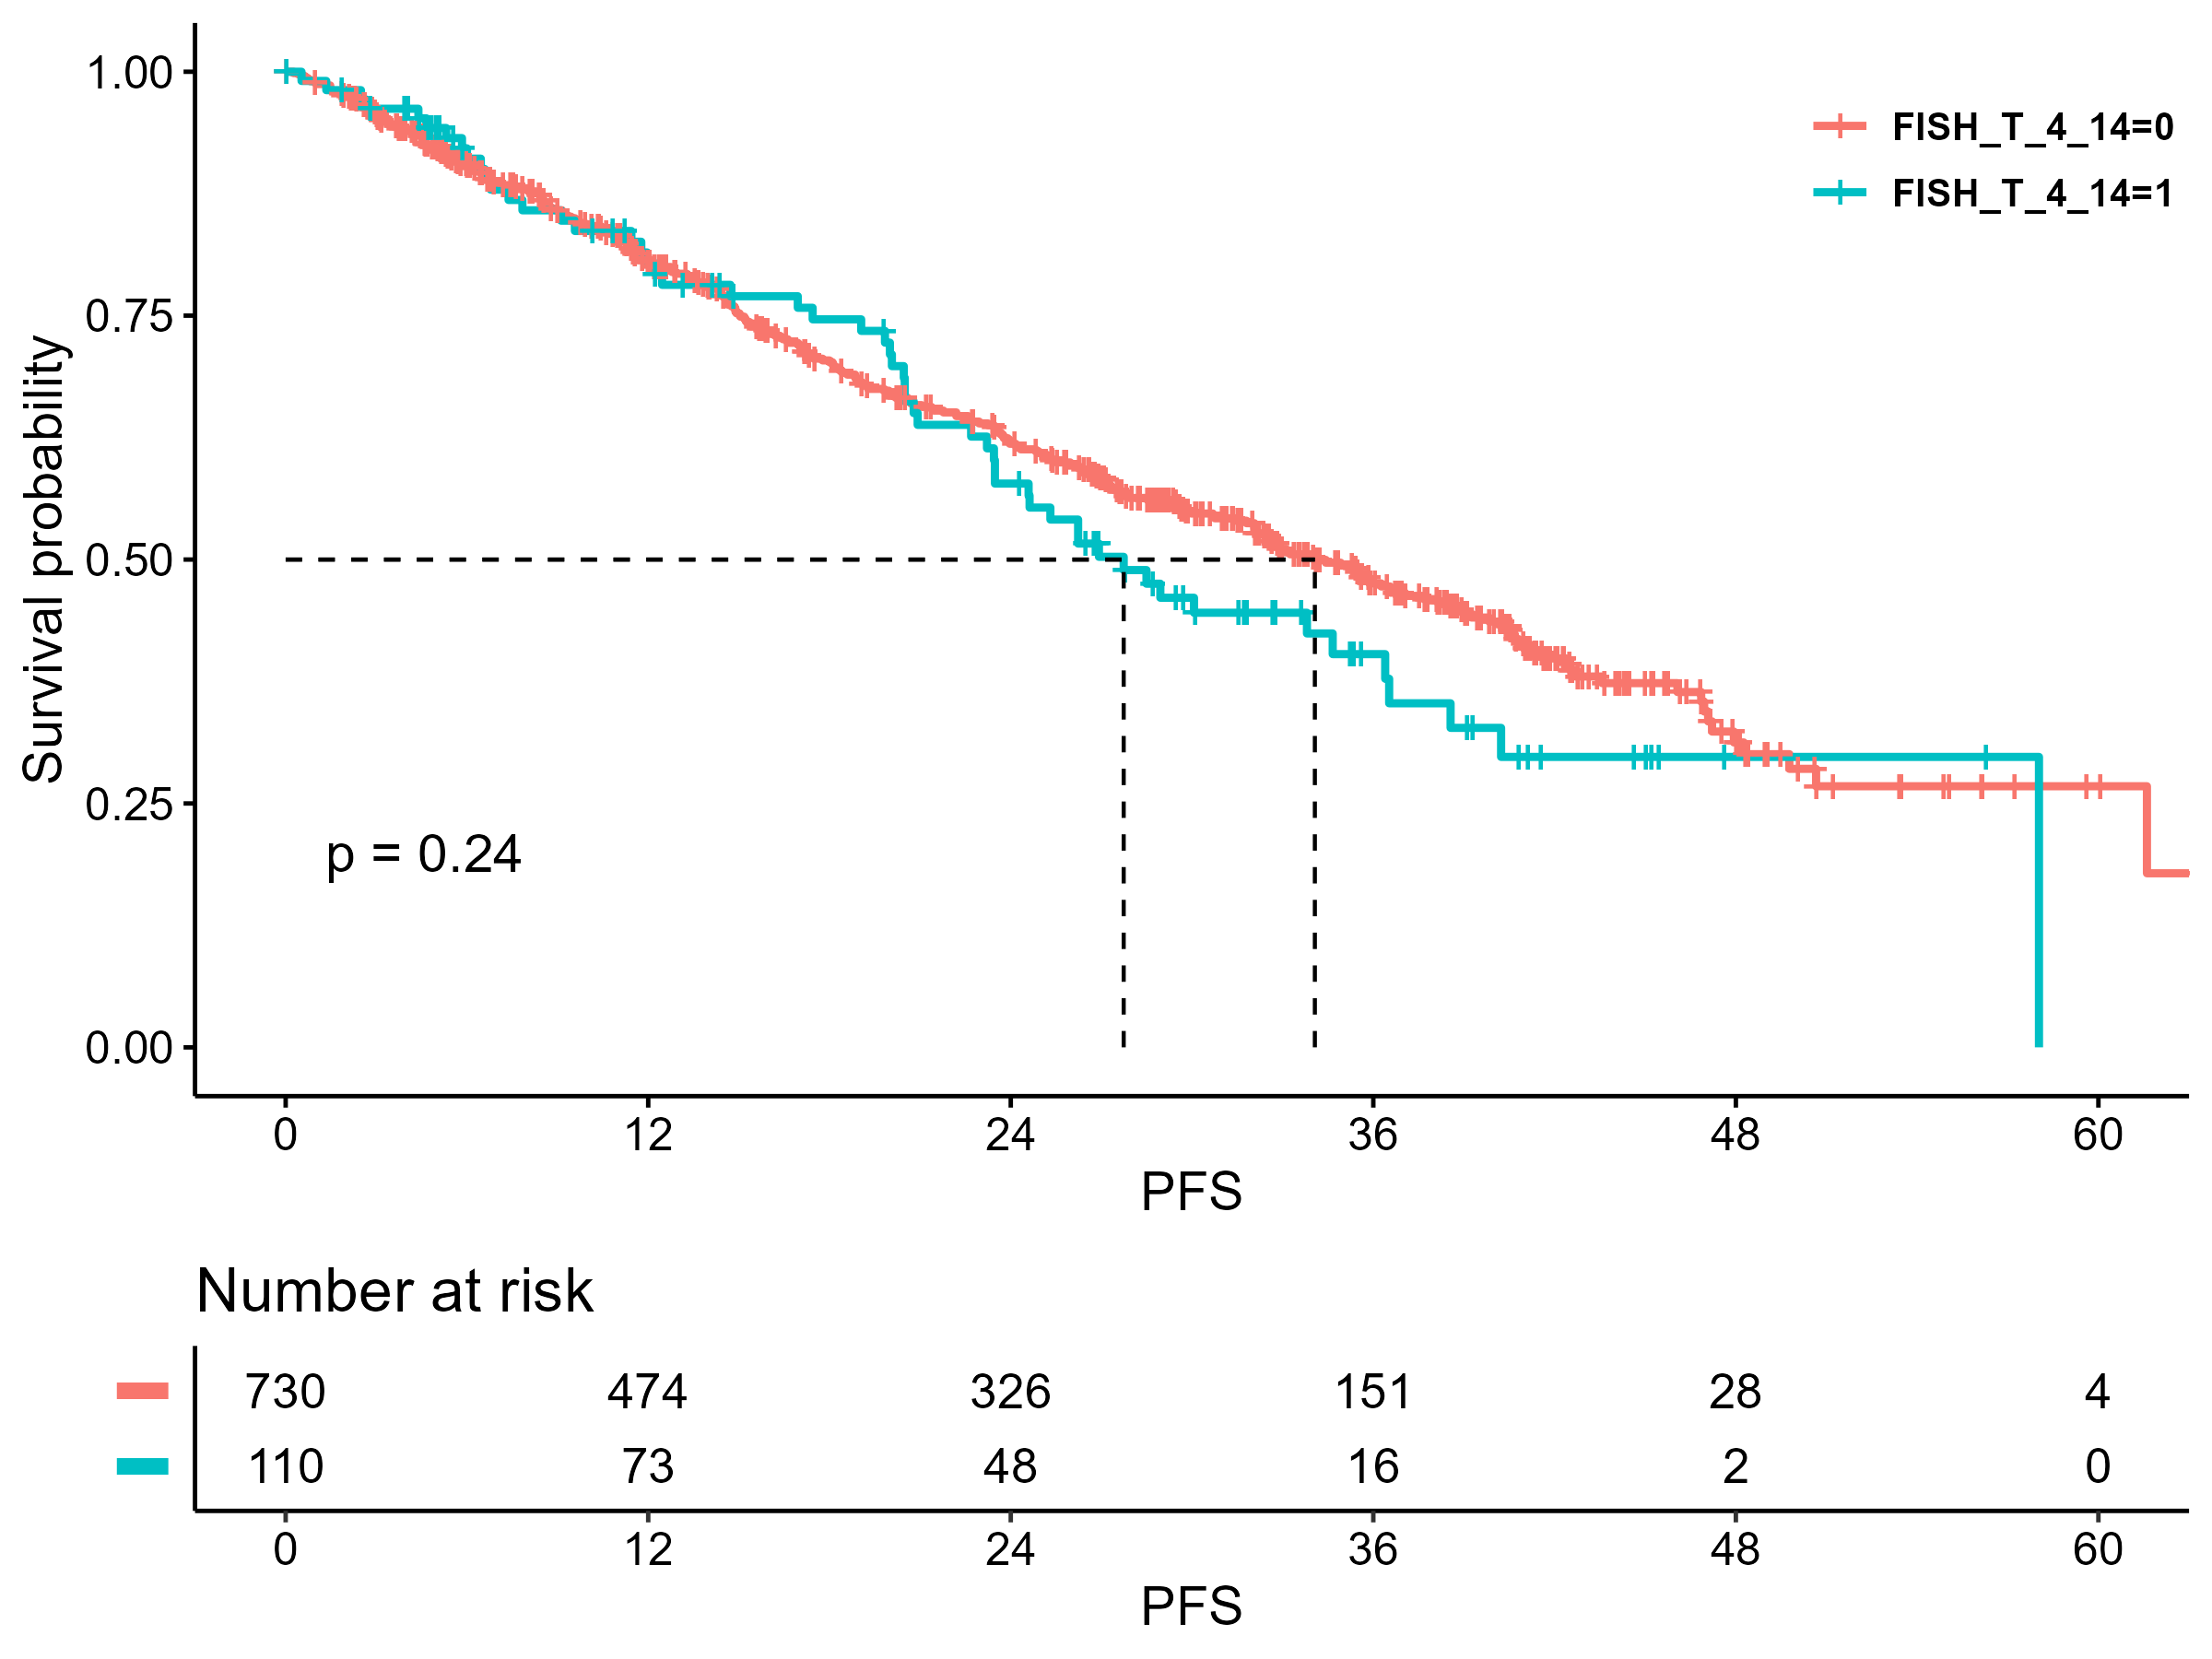 FISH_T_4_14=0
FISH_T_4_14=1
Survival probability
1.00
0.75
0.50
0.25
0.00
p = 0.24
0 12 24 36 48 60
PFS
Number at risk
730 474 326 151 28 4
110 73 48 16 2 0
0 12 24 36 48 60
PFS